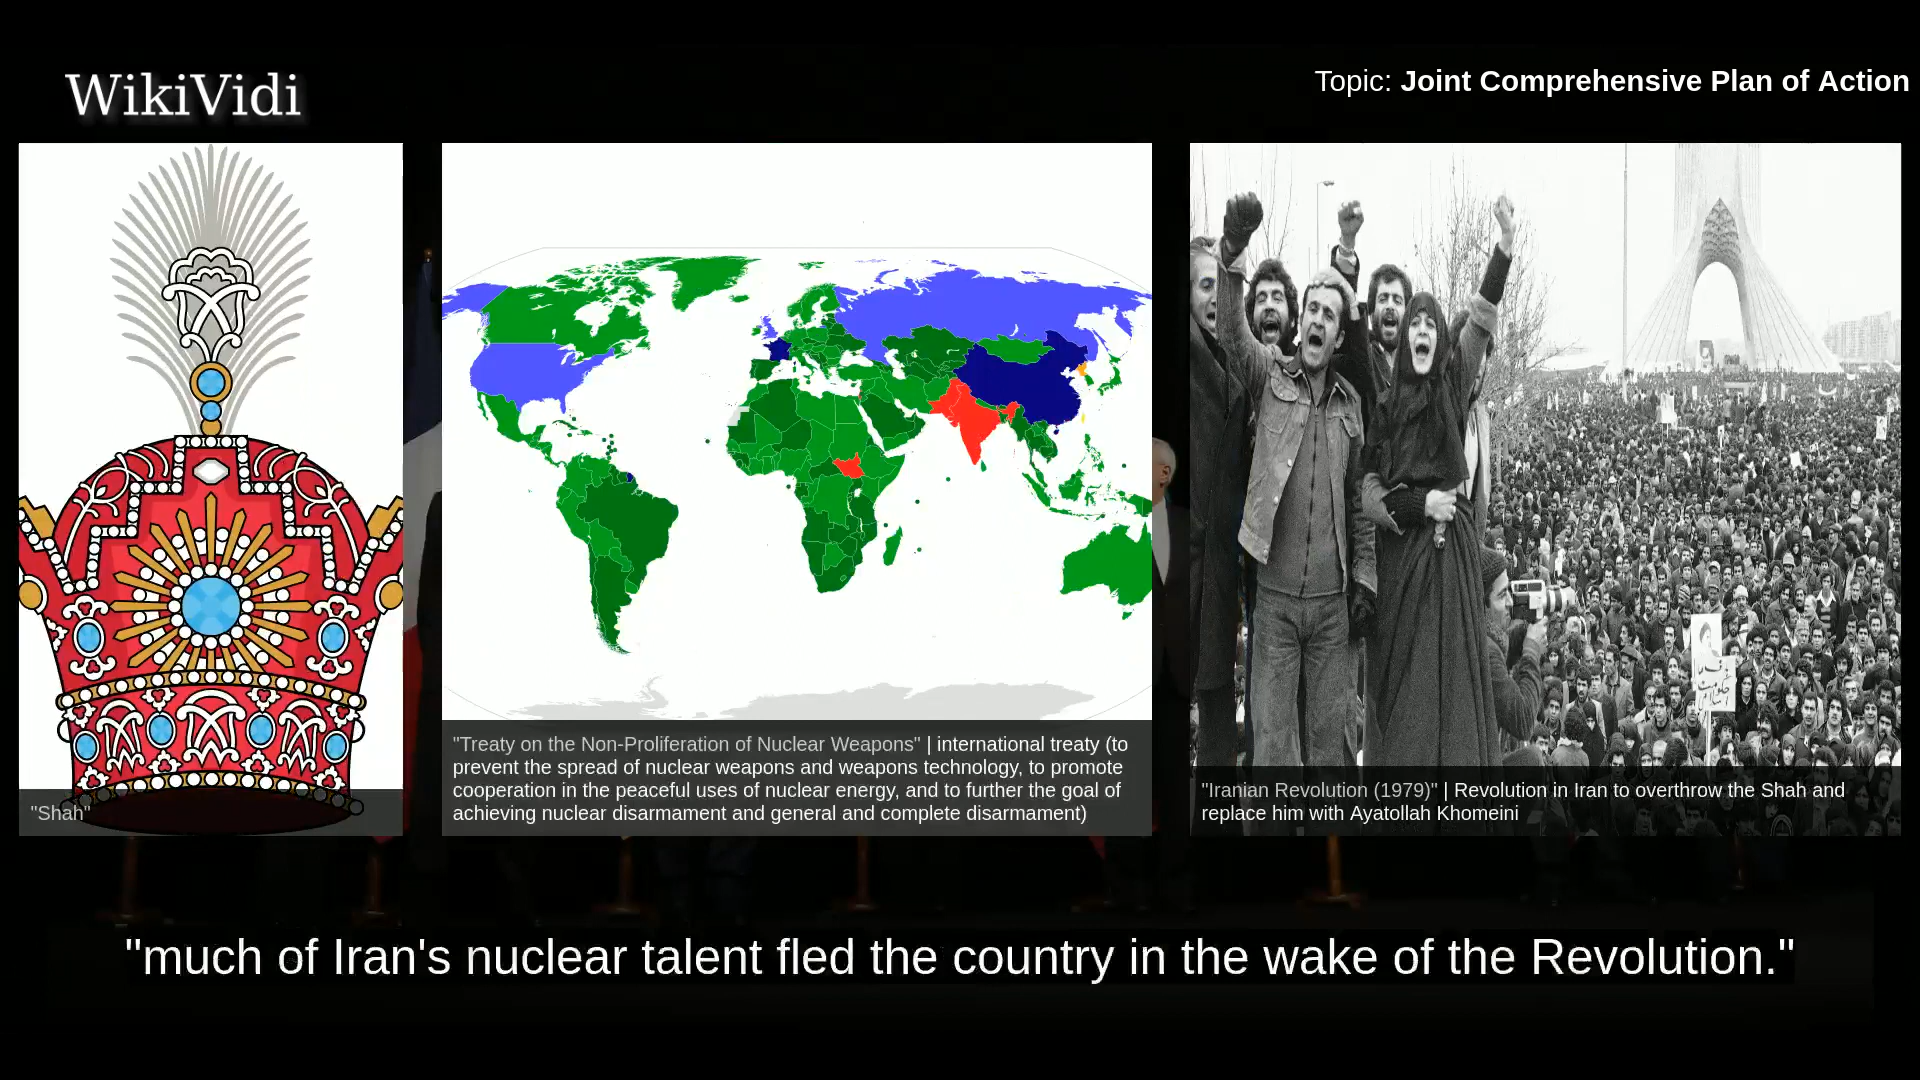 WikiVidi
Topic: Joint Comprehensive Plan of Action
"Shah"
"Treaty on the Non-Proliferation of Nuclear Weapons" | international treaty (to
prevent the spread of nuclear weapons and weapons technology, to promote
cooperation in the peaceful uses of nuclear energy, and to further the goal of
achieving nuclear disarmament and general and complete disarmament)
"Iranian Revolution (1979)" | Revolution in Iran to overthrow the Shah and
replace him with Ayatollah Khomeini
"much of Iran's nuclear talent fled the country in the wake of the Revolution."